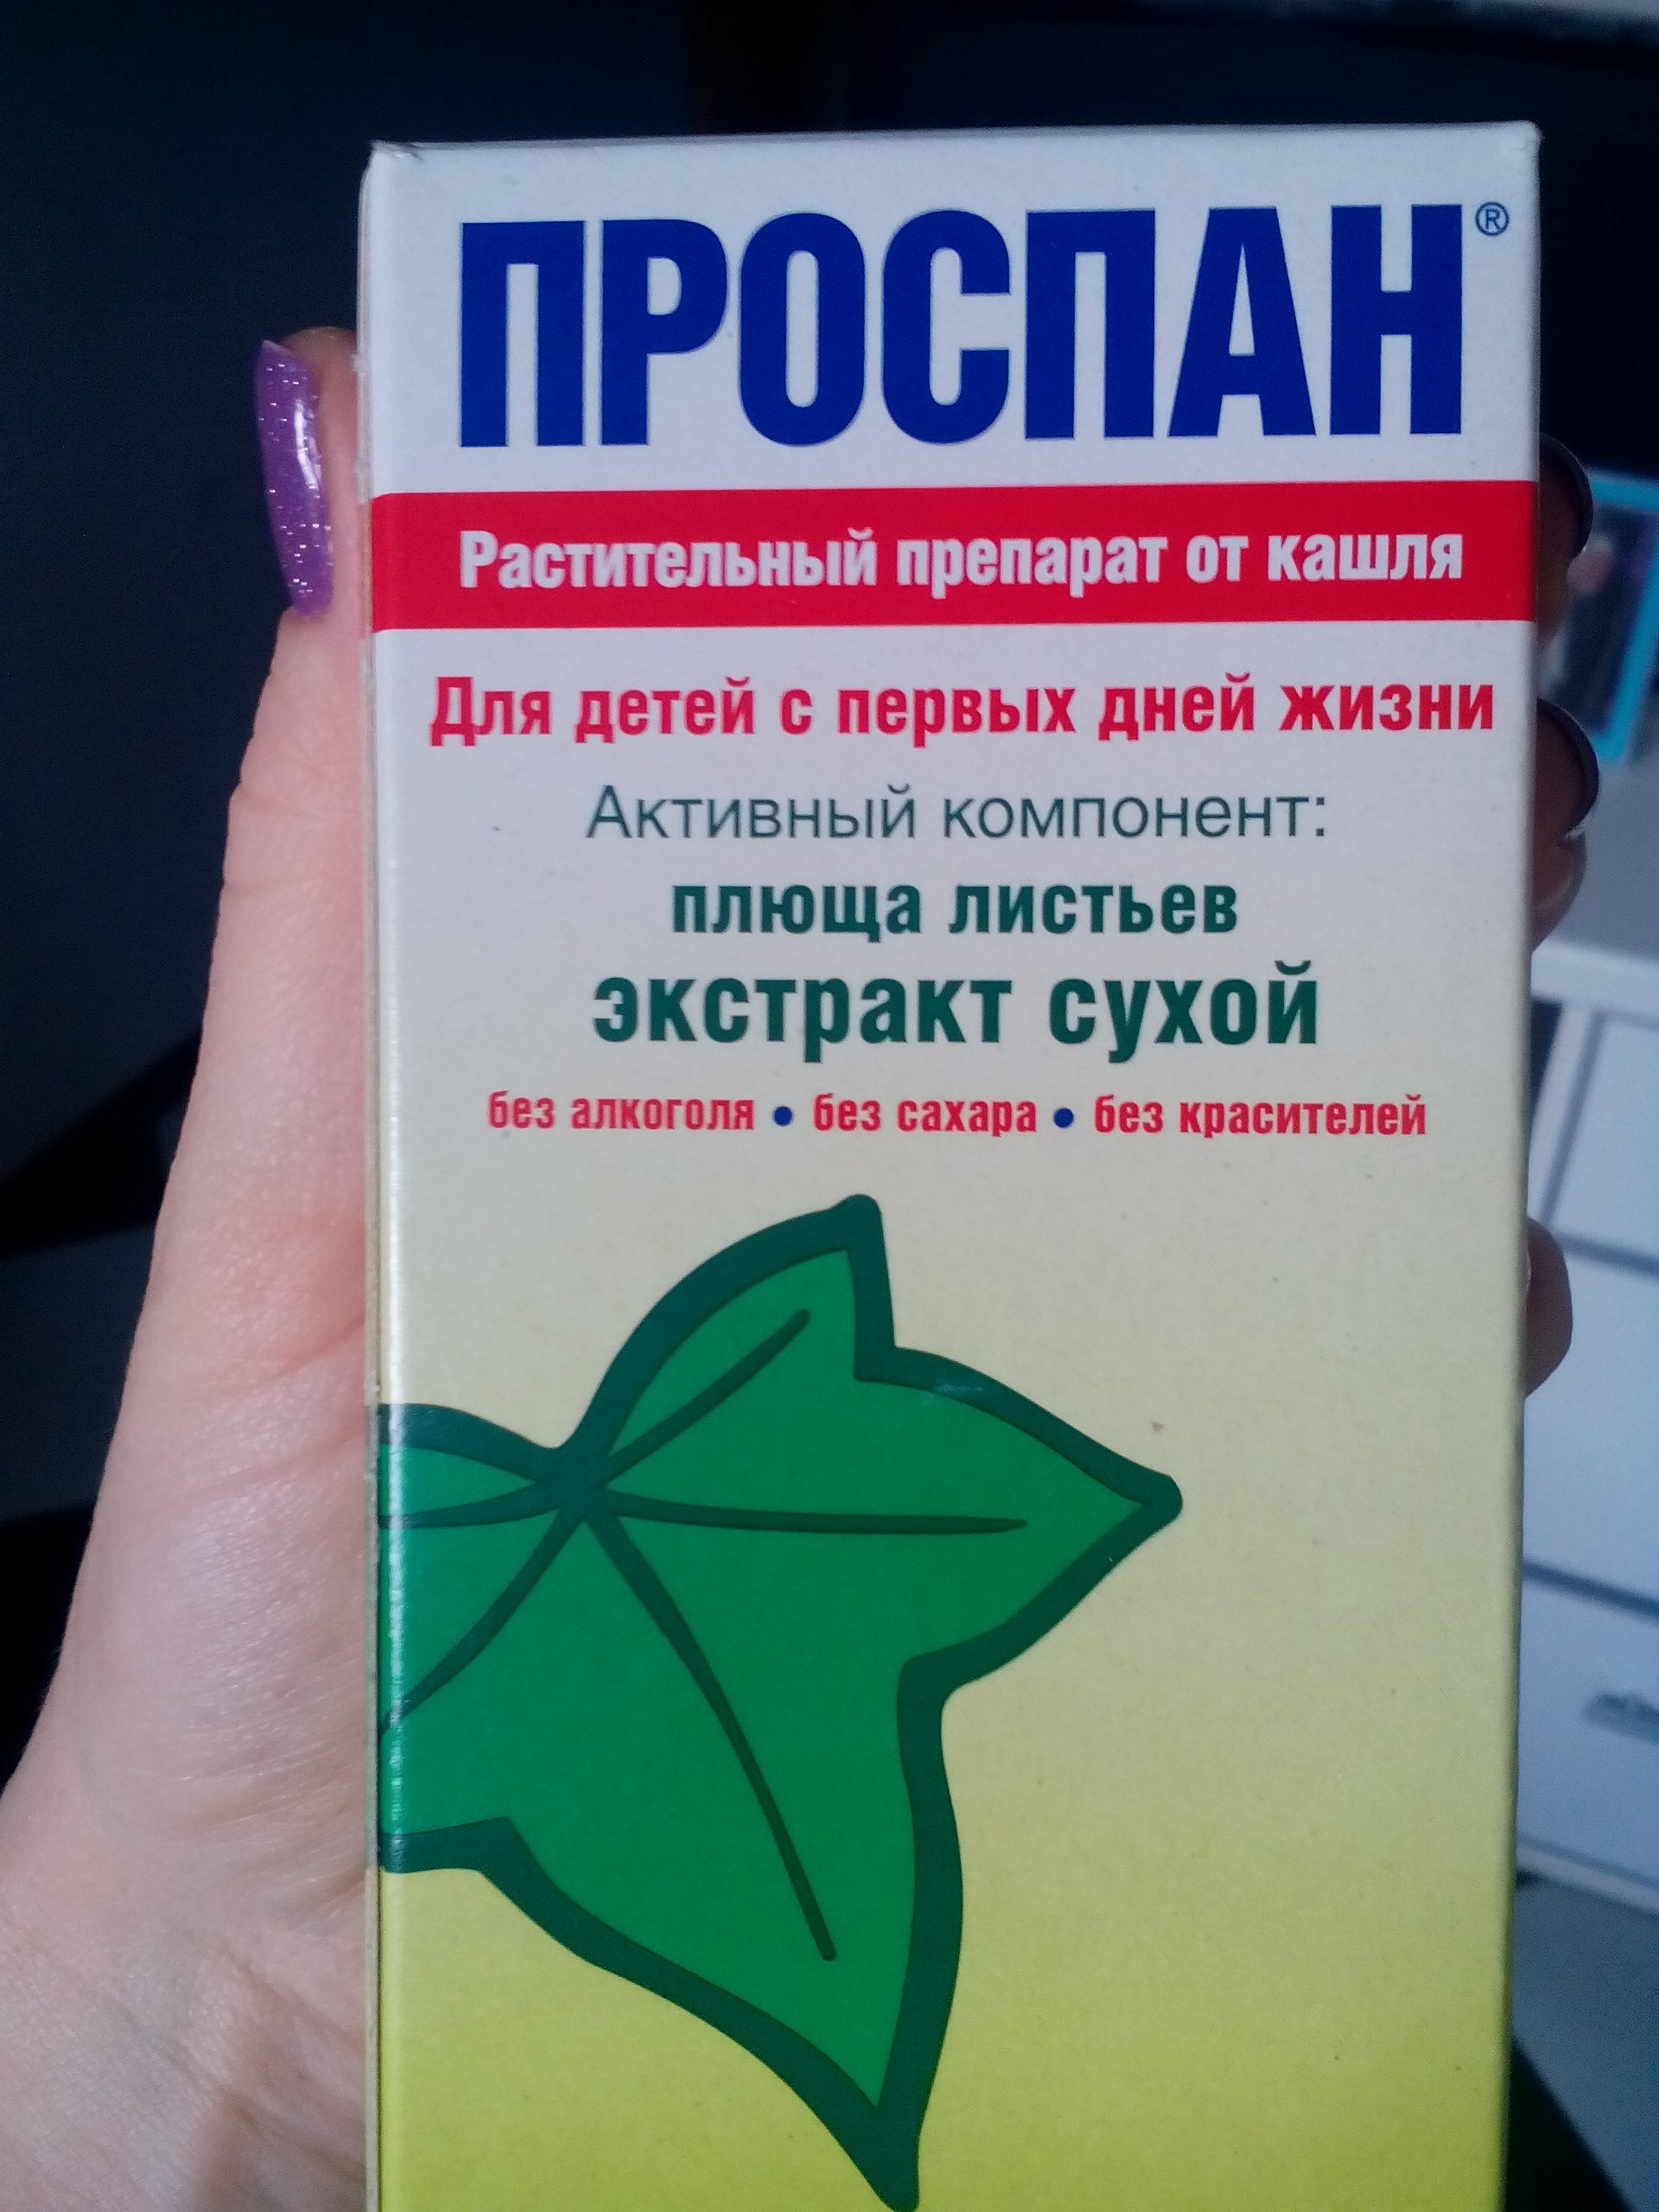 ПРОСПАН®
Растительный препарат от кашля
Для детей с первых дней жизни
Активный компонент:
плюща листьев
экстракт сухой
без алкоголя • без сахара • без красителей